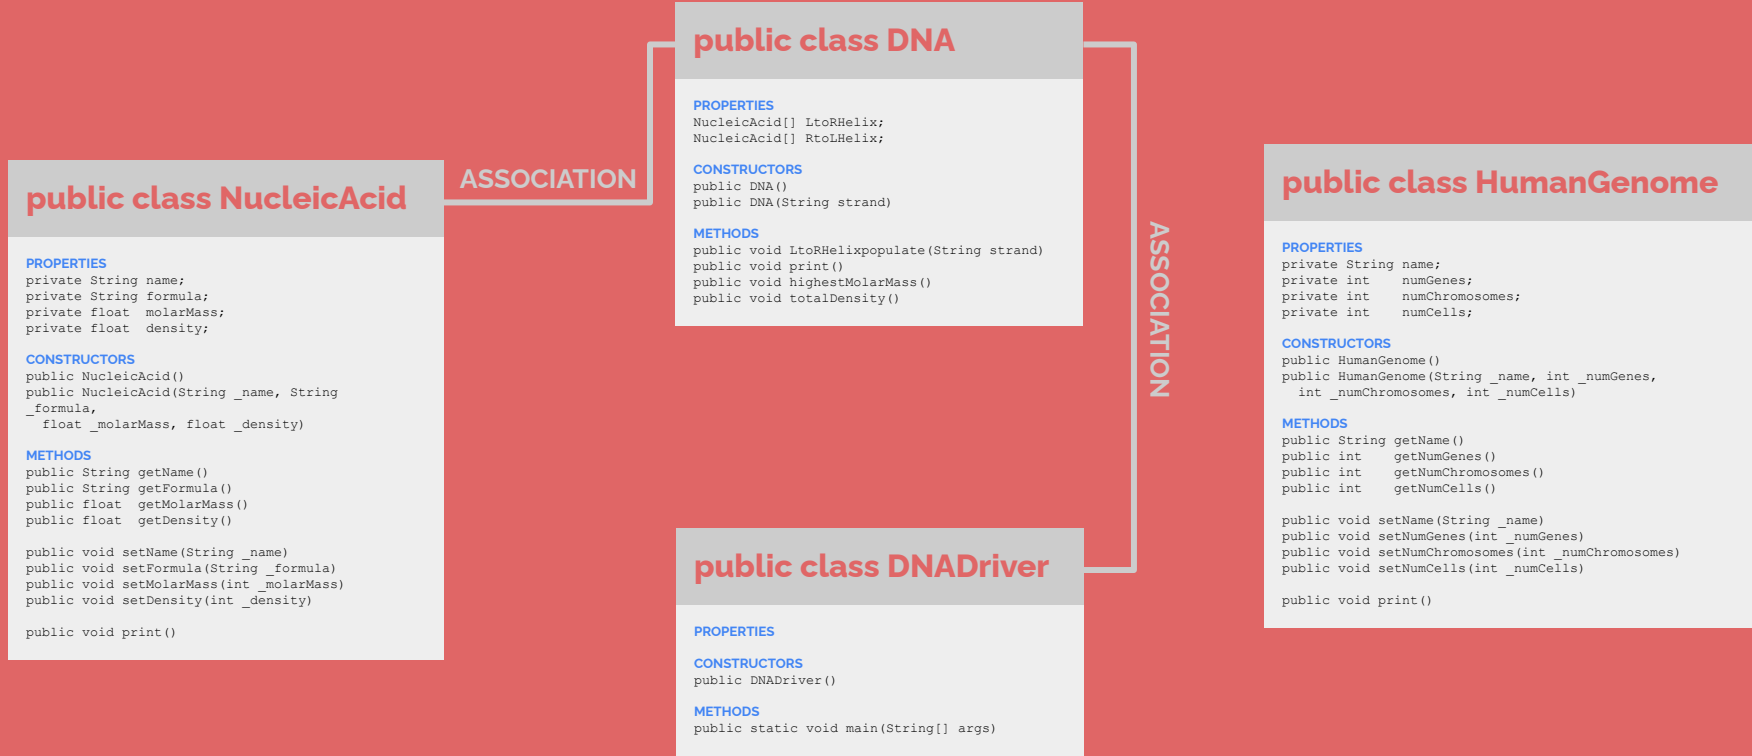 public class DNA
PROPERTIES
NucleicAcid[] LtoRHelix;
NucleicAcid[] RtoLHelix;
CONSTRUCTORS
public DNA()
public DNA(String strand)
METHODS
public void LtoRHelixpopulate(String strand)
public void print()
public void highestMolarMass()
public void totalDensity()
ASSOCIATION
public class NucleicAcid
PROPERTIES
private String name;
private String formula;
private float  molarMass;
private float  density;
CONSTRUCTORS
public NucleicAcid()
public NucleicAcid(String _name, String
_formula,
  float _molarMass, float _density)
METHODS
public String getName()
public String getFormula()
public float  getMolarMass()
public float  getDensity()
public void setName(String _name)
public void setFormula(String _formula)
public void setMolarMass(int _molarMass)
public void setDensity(int _density)
public void print()
ASSOCIATION
public class HumanGenome
PROPERTIES
private String name;
private int    numGenes;
private int    numChromosomes;
private int    numCells;
CONSTRUCTORS
public HumanGenome()
public HumanGenome(String _name, int _numGenes,
  int _numChromosomes, int _numCells)
METHODS
public String getName()
public int    getNumGenes()
public int    getNumChromosomes()
public int    getNumCells()
public void setName(String _name)
public void setNumGenes(int _numGenes)
public void setNumChromosomes(int _numChromosomes)
public void setNumCells(int _numCells)
public void print()
public class DNADriver
PROPERTIES
CONSTRUCTORS
public DNADriver()
METHODS
public static void main(String[] args)